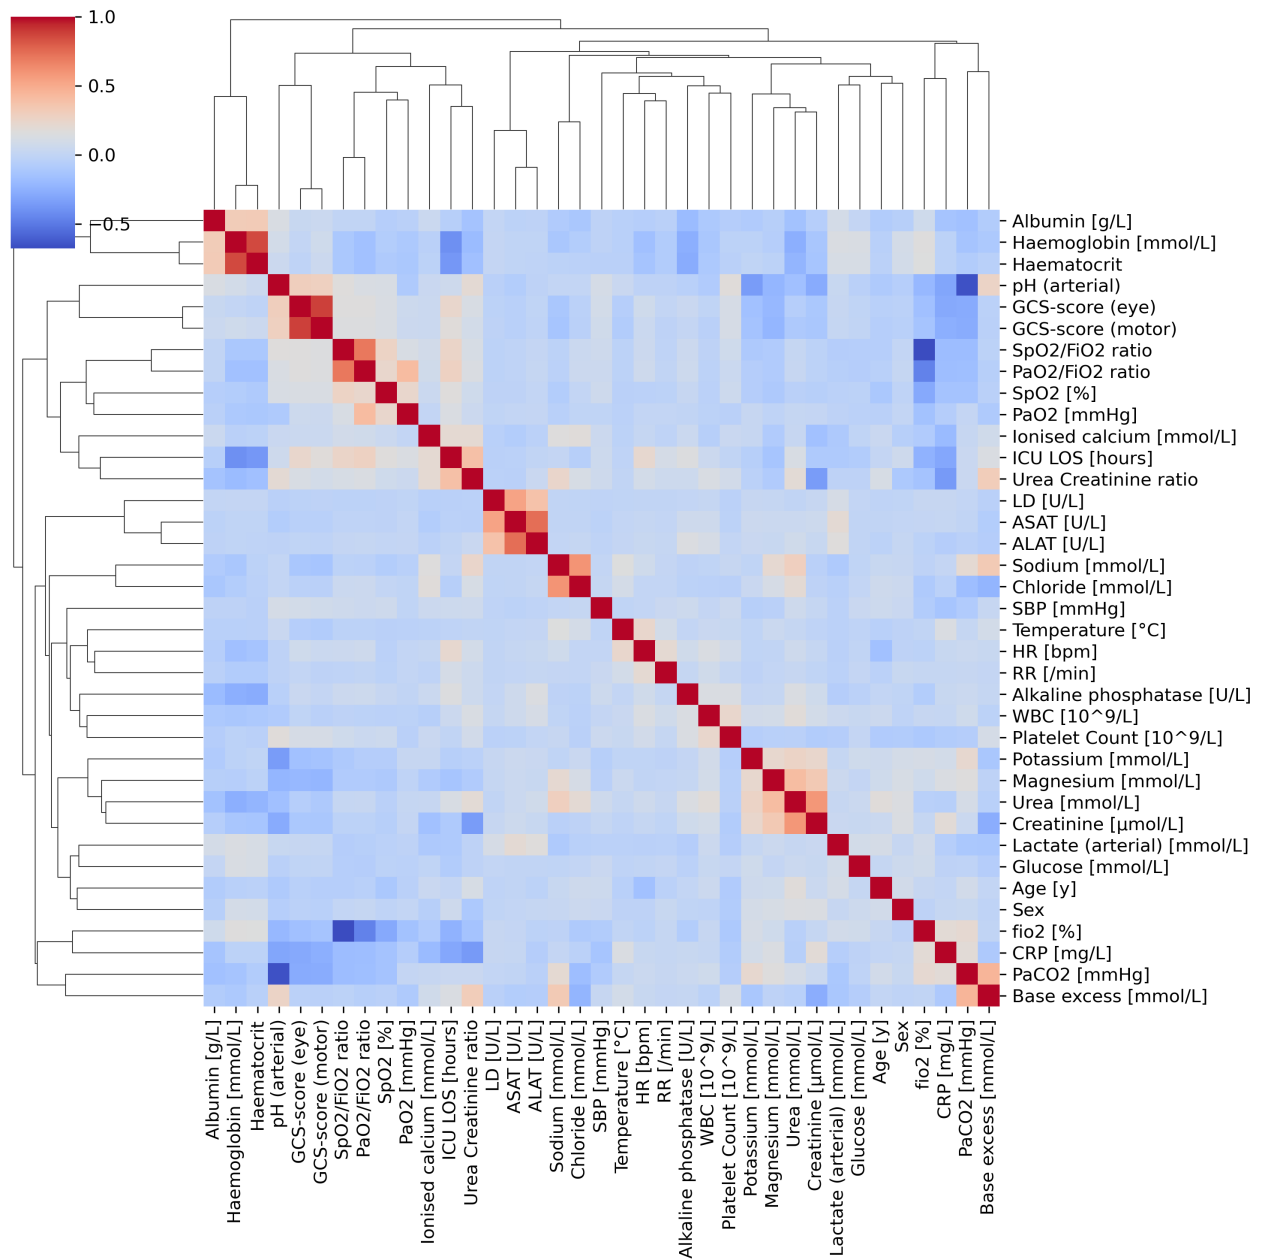 1.0
0.5
0.0
−0.5
Albumin [g/L]
Haemoglobin [mmol/L]
Haematocrit
pH (arterial)
GCS-score (eye)
GCS-score (motor)
SpO2/FiO2 ratio
PaO2/FiO2 ratio
SpO2 [%]
PaO2 [mmHg]
Ionised calcium [mmol/L]
ICU LOS [hours]
Urea Creatinine ratio
LD [U/L]
ASAT [U/L]
ALAT [U/L]
Sodium [mmol/L]
Chloride [mmol/L]
SBP [mmHg]
Temperature [°C]
HR [bpm]
RR [/min]
Alkaline phosphatase [U/L]
WBC [10^9/L]
Platelet Count [10^9/L]
Potassium [mmol/L]
Magnesium [mmol/L]
Urea [mmol/L]
Creatinine [µmol/L]
Lactate (arterial) [mmol/L]
Glucose [mmol/L]
Age [y]
Sex
fio2 [%]
CRP [mg/L]
PaCO2 [mmHg]
Base excess [mmol/L]
Albumin [g/L]
Haemoglobin [mmol/L]
Haematocrit
pH (arterial)
GCS-score (eye)
GCS-score (motor)
SpO2/FiO2 ratio
PaO2/FiO2 ratio
SpO2 [%]
PaO2 [mmHg]
Ionised calcium [mmol/L]
ICU LOS [hours]
Urea Creatinine ratio
LD [U/L]
ASAT [U/L]
ALAT [U/L]
Sodium [mmol/L]
Chloride [mmol/L]
SBP [mmHg]
Temperature [°C]
HR [bpm]
RR [/min]
Alkaline phosphatase [U/L]
WBC [10^9/L]
Platelet Count [10^9/L]
Potassium [mmol/L]
Magnesium [mmol/L]
Urea [mmol/L]
Creatinine [µmol/L]
Lactate (arterial) [mmol/L]
Glucose [mmol/L]
Age [y]
Sex
fio2 [%]
CRP [mg/L]
PaCO2 [mmHg]
Base excess [mmol/L]